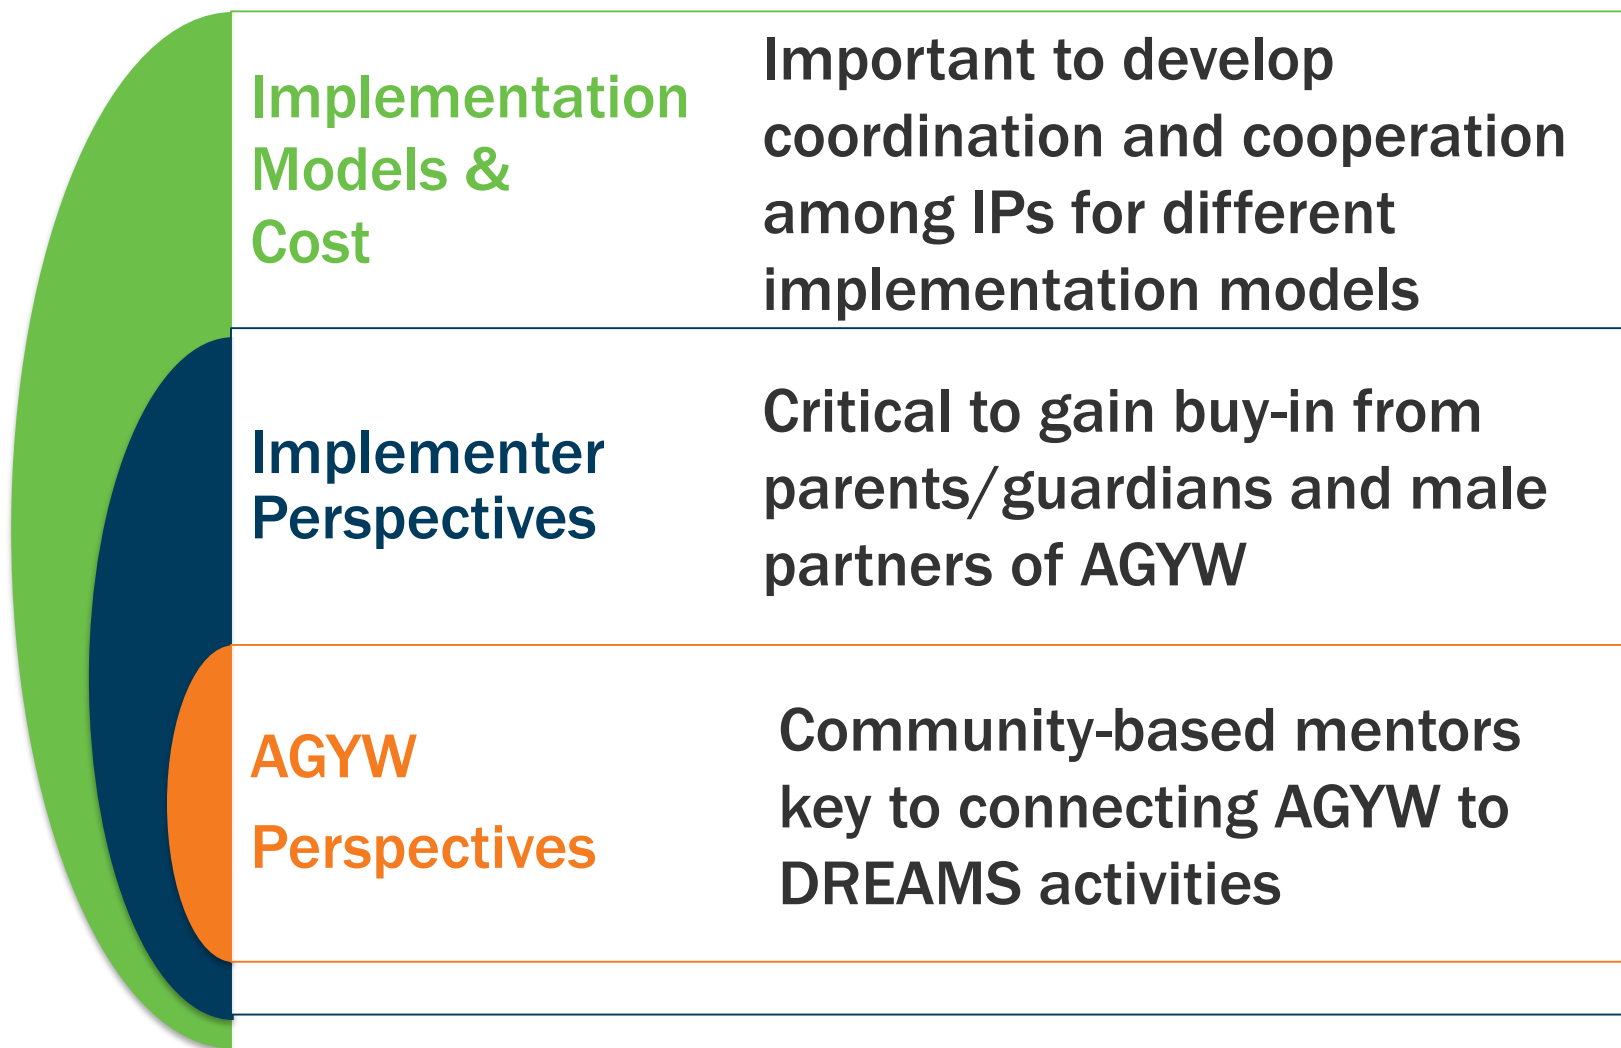 Implementation
Models &
Cost
Important to develop
coordination and cooperation
among IPs for different
implementation models
Implementer
Perspectives
Critical to gain buy-in from
parents/guardians and male
partners of AGYW
AGYW
Perspectives
Community-based mentors
key to connecting AGYW to
DREAMS activities